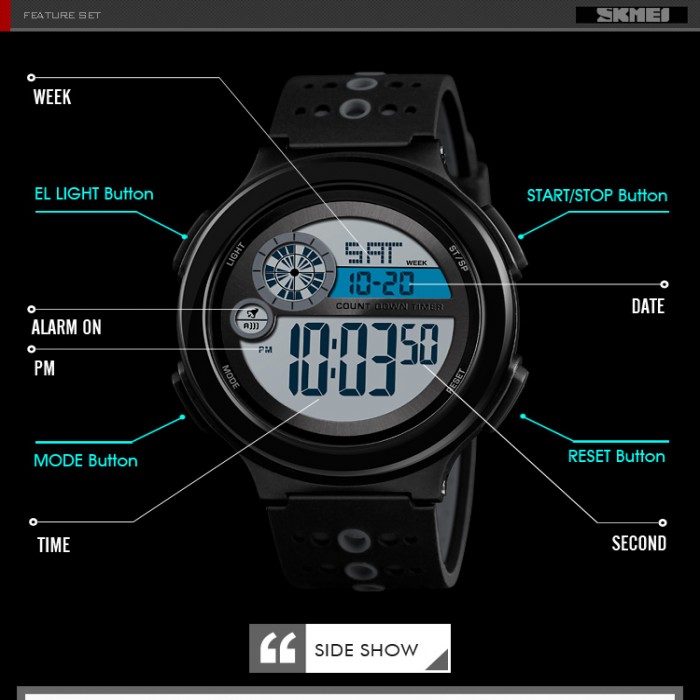 FEATURE SET
SKMEI
WEEK
EL LIGHT Button
START/STOP Button
LIGHT
ST/SP
SAT
WEEK
10-20
DATE
COUNT DOWN TIMER
ALARM ON
PM
PM
10:03 50
MODE
RESET
MODE Button
RESET Button
TIME
SECOND
SIDE SHOW